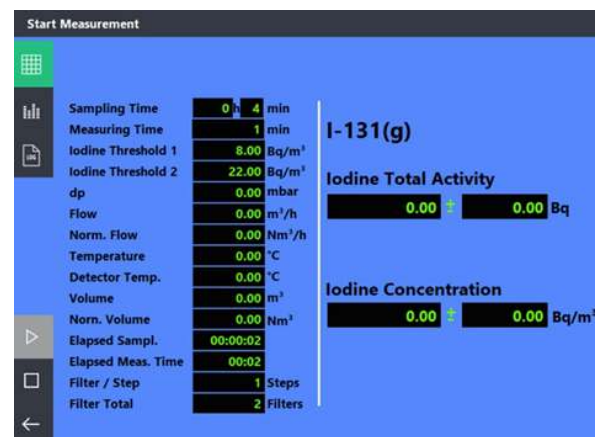 Start Measurement
Sampling Time 0 h 4 min
Measuring Time 1 min
Iodine Threshold 1 8.00 Bq/m³
Iodine Threshold 2 22.00 Bq/m³
dp 0.00 mbar
Flow 0.00 m³/h
Norm. Flow 0.00 Nm³/h
Temperature 0.00 °C
Detector Temp. 0.00 °C
Volume 0.00 m³
Norn. Volume 0.00 Nm³
Elapsed Sampl. 00:00:02
Elapsed Meas. Time 00:02
Filter / Step 1 Steps
Filter Total 2 Filters
I-131(g)
Iodine Total Activity
0.00 ± 0.00 Bq
Iodine Concentration
0.00 ± 0.00 Bq/m³
LOG